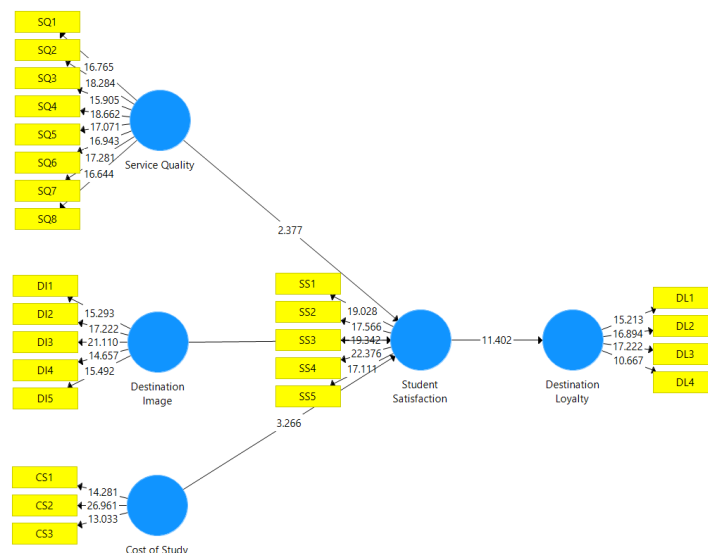 SQ1
SQ2
SQ3
SQ4
SQ5
SQ6
SQ7
SQ8
16.765
18.284
15.905
18.662
17.071
16.943
17.281
16.644
Service Quality
2.377
DI1
DI2
DI3
DI4
DI5
15.293
17.222
21.110
14.657
15.492
Destination
Image
SS1
SS2
SS3
SS4
SS5
19.028
17.566
19.342
22.376
17.111
Student
Satisfaction
11.402
Destination
Loyalty
15.213
16.894
17.222
10.667
DL1
DL2
DL3
DL4
3.266
CS1
CS2
CS3
14.281
26.961
13.033
Cost of Study